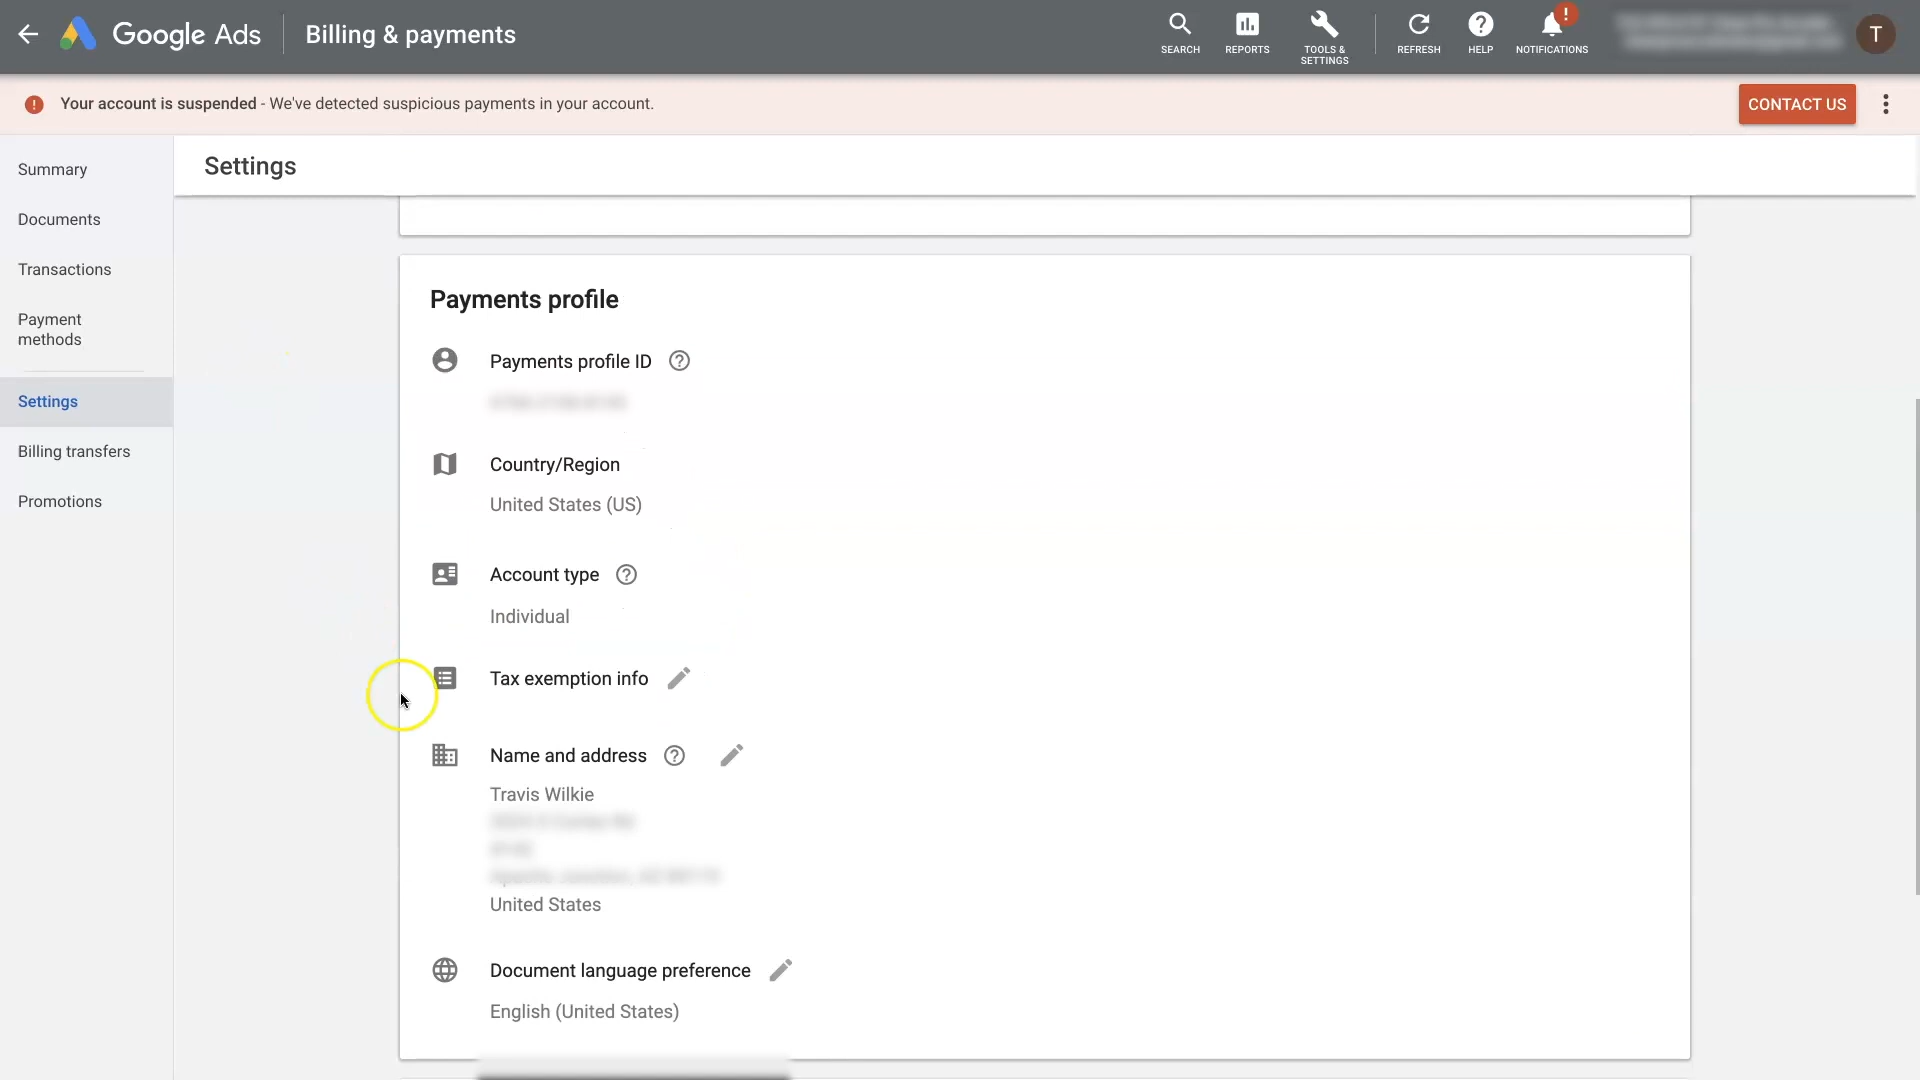 Google Ads
Billing & payments
SEARCH
REPORTS
TOOLS &
SETTINGS
REFRESH
HELP
!
NOTIFICATIONS
T
! Your account is suspended - We've detected suspicious payments in your account.
CONTACT US
Summary
Documents
Transactions
Payment
methods
Settings
Billing transfers
Promotions
Settings
Payments profile
Payments profile ID ?
Country/Region
United States (US)
Account type ?
Individual
Tax exemption info
Name and address ?
Travis Wilkie
United States
Document language preference
English (United States)